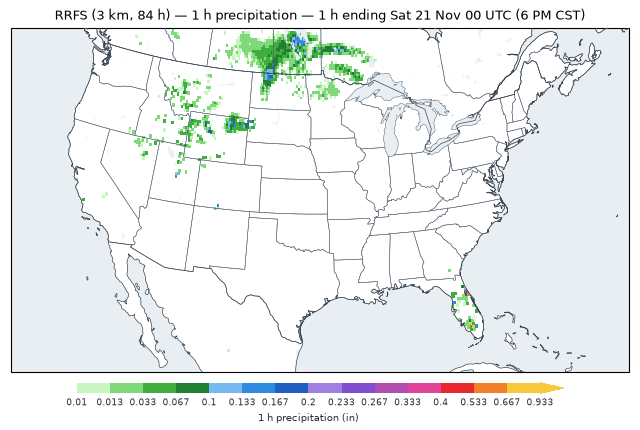 RRFS (3 km, 84 h) — 1 h precipitation — 1 h ending Sat 21 Nov 00 UTC (6 PM CST)
0.01 0.013 0.033 0.067 0.1 0.133 0.167 0.2 0.233 0.267 0.333 0.4 0.533 0.667 0.933
1 h precipitation (in)